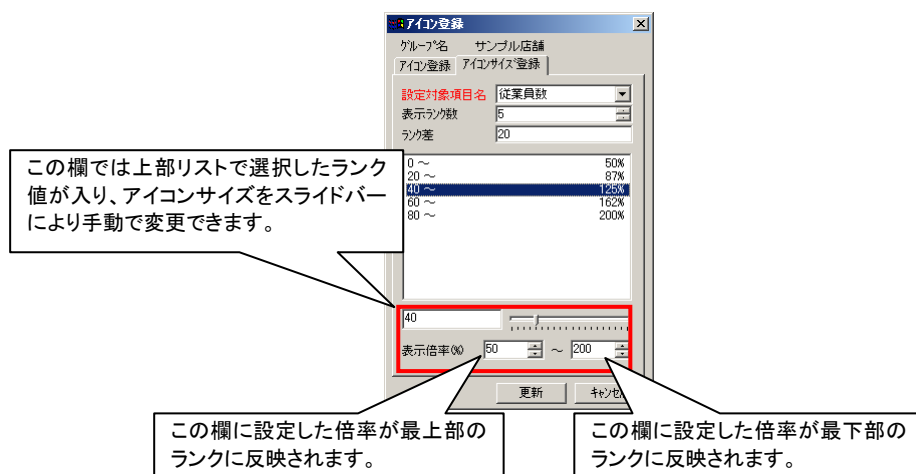 アイコン登録
グループ名 サンプル店舗
アイコン登録 アイコンサイズ登録
設定対象項目名 従業員数
表示ランク数 5
ランク差 20
0 ~ 50%
20 ~ 87%
40 ~ 125%
60 ~ 162%
80 ~ 200%
この欄では上部リストで選択したランク
値が入り、アイコンサイズをスライドバー
により手動で変更できます。
40
表示倍率(%) 50 ~ 200
更新 キャンセル
この欄に設定した倍率が最上部の
ランクに反映されます。
この欄に設定した倍率が最下部の
ランクに反映されます。